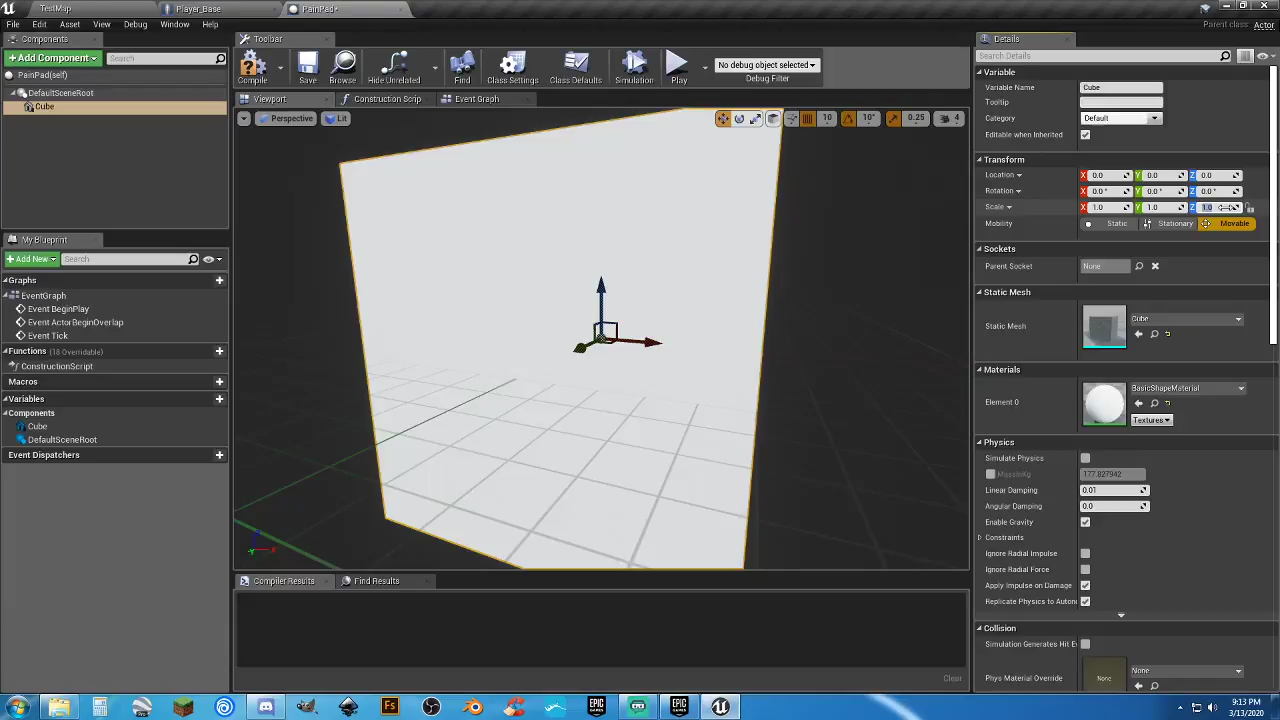 TestMap
Player_Base
PainPad*
File
Edit
Asset
View
Debug
Window
Help
Parent class: Actor
Components
+Add Component
Search
PainPad(self)
DefaultSceneRoot
Cube
My Blueprint
+Add New
Search
Graphs
EventGraph
Event BeginPlay
Event ActorBeginOverlap
Event Tick
Functions (18 Overridable)
ConstructionScript
Macros
Variables
Components
Cube
DefaultSceneRoot
Event Dispatchers
Toolbar
Compile
Save
Browse
Hide Unrelated
Find
Class Settings
Class Defaults
Simulation
Play
No debug object selected
Debug Filter
Viewport
Construction Scrip
Event Graph
Perspective
Lit
10
10°
0.25
4
Compiler Results
Find Results
Clear
Details
Search Details
Variable
Variable Name
Cube
Tooltip
Category
Default
Editable when Inherited
Transform
Location
X 0.0 Y 0.0 Z 0.0
Rotation
X 0.0° Y 0.0° Z 0.0°
Scale
X 1.0 Y 1.0 Z 1.0
Mobility
Static
Stationary
Movable
Sockets
Parent Socket
None
Static Mesh
Static Mesh
Cube
Materials
Element 0
BasicShapeMaterial
Textures
Physics
Simulate Physics
MassInKg
177.827942
Linear Damping
0.01
Angular Damping
0.0
Enable Gravity
Constraints
Ignore Radial Impulse
Ignore Radial Force
Apply Impulse on Damage
Replicate Physics to Auton
Collision
Simulation Generates Hit E
Phys Material Override
None
None
9:13 PM
3/13/2020